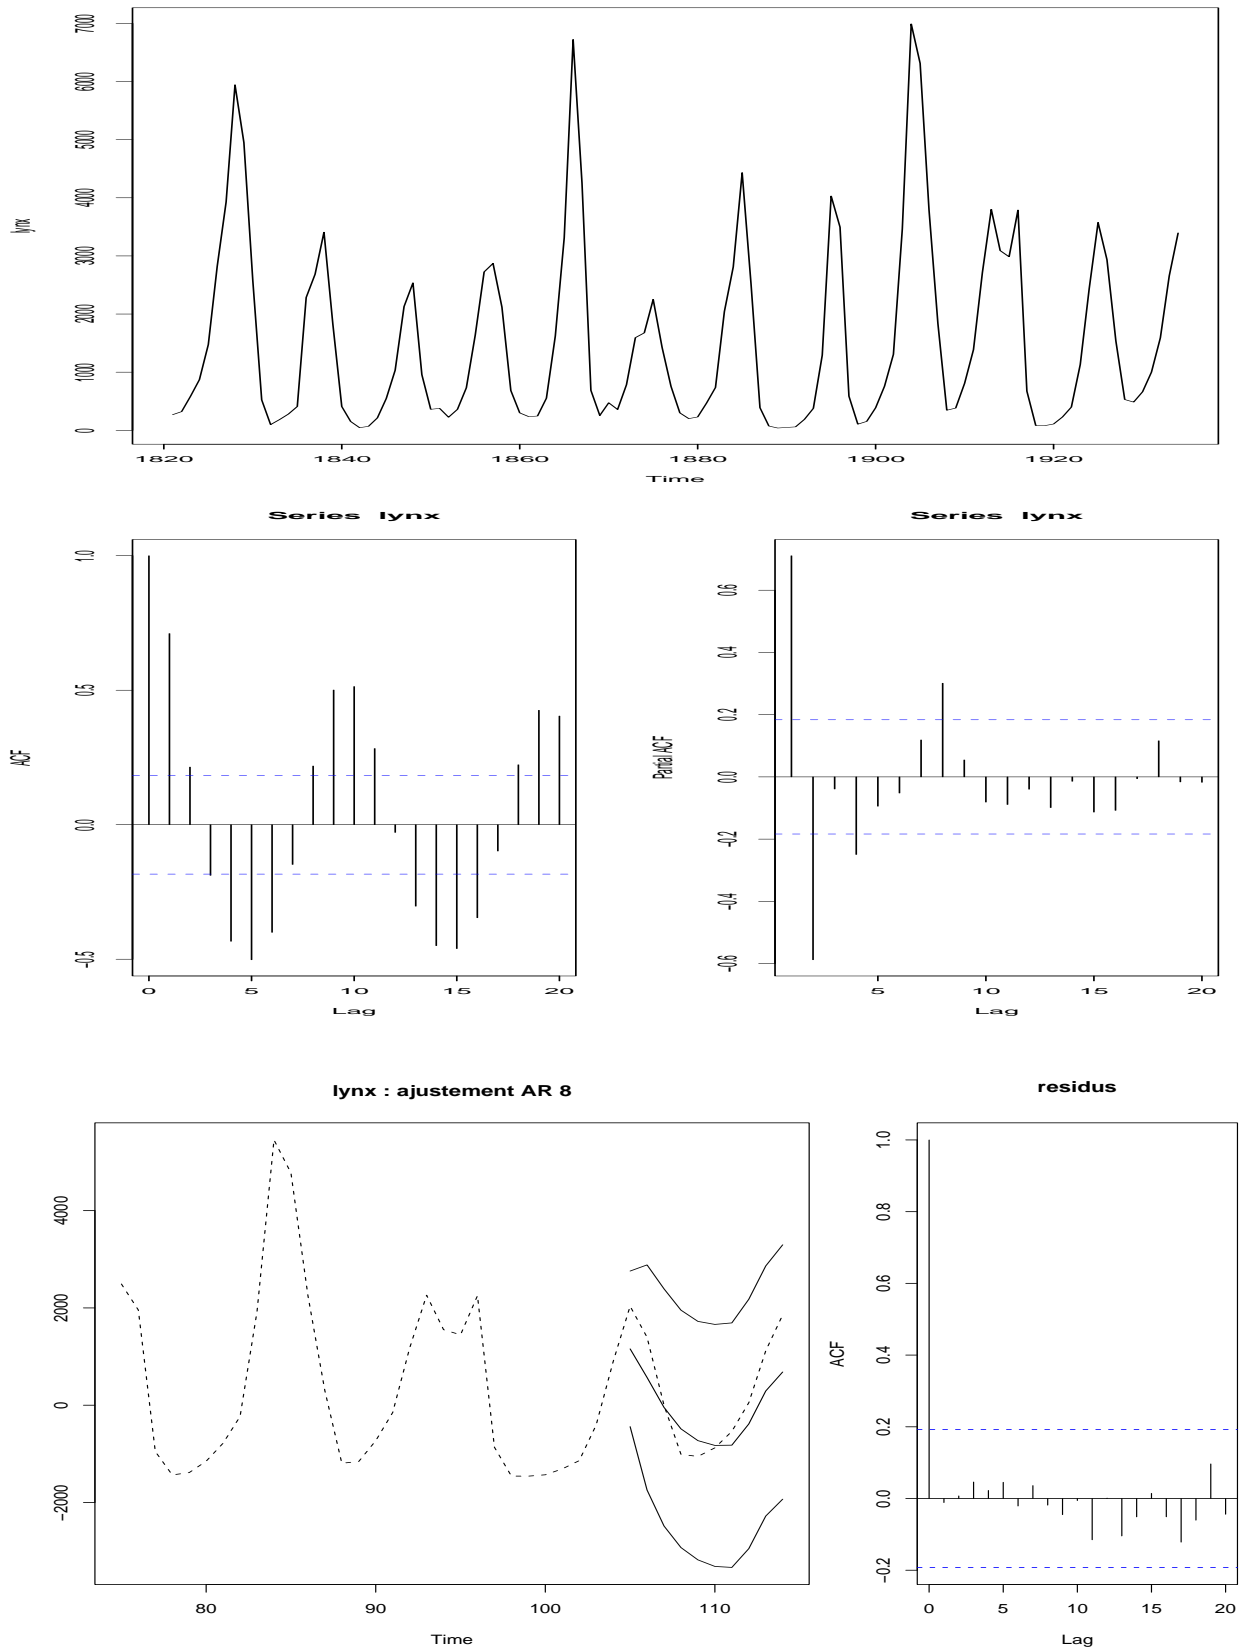 lynx
7000
6000
5000
4000
3000
2000
1000
0
1820 1840 1860 1880 1900 1920
Time
Series lynx
ACF
1.0
0.5
0.0
-0.5
0 5 10 15 20
Lag
Series lynx
Partial ACF
0.6
0.4
0.2
0.0
-0.2
-0.4
-0.6
5 10 15 20
Lag
lynx : ajustement AR 8
4000
2000
0
-2000
80 90 100 110
Time
residus
ACF
1.0
0.8
0.6
0.4
0.2
0.0
-0.2
0 5 10 15 20
Lag